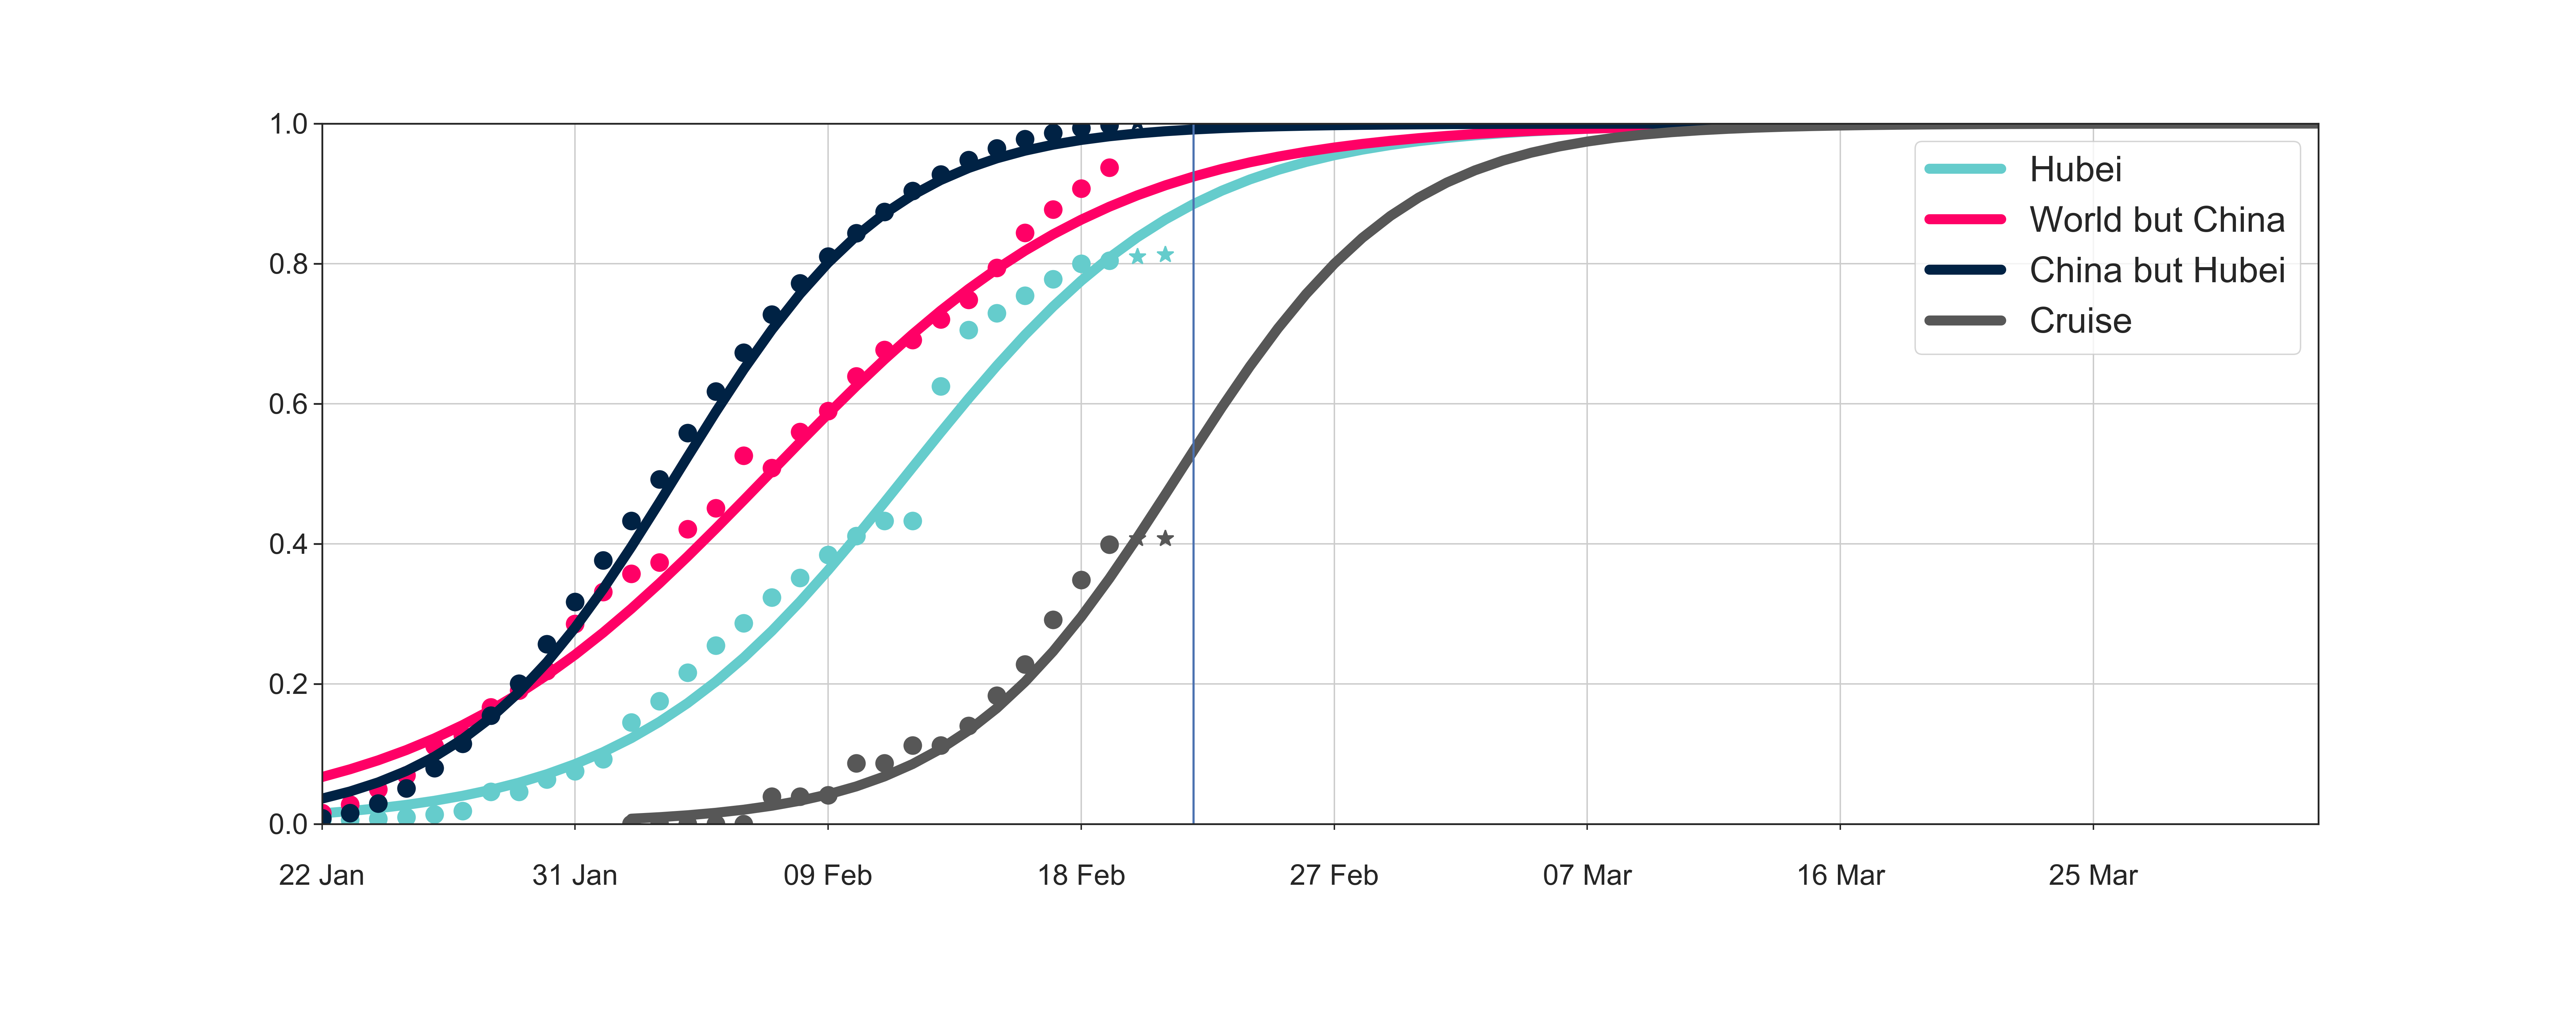 1.0
0.8
0.6
0.4
0.2
0.0
22 Jan 31 Jan 09 Feb 18 Feb 27 Feb 07 Mar 16 Mar 25 Mar
Hubei
World but China
China but Hubei
Cruise